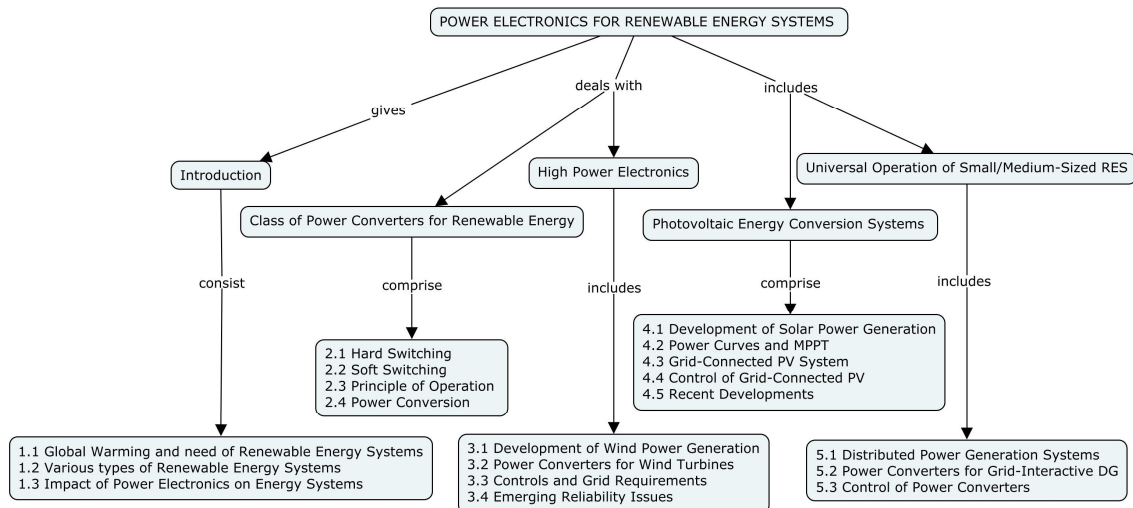 POWER ELECTRONICS FOR RENEWABLE ENERGY SYSTEMS
gives
deals with
includes
Introduction
High Power Electronics
Universal Operation of Small/Medium-Sized RES
Class of Power Converters for Renewable Energy
Photovoltaic Energy Conversion Systems
consist
comprise
includes
comprise
includes
2.1 Hard Switching
2.2 Soft Switching
2.3 Principle of Operation
2.4 Power Conversion
4.1 Development of Solar Power Generation
4.2 Power Curves and MPPT
4.3 Grid-Connected PV System
4.4 Control of Grid-Connected PV
4.5 Recent Developments
1.1 Global Warming and need of Renewable Energy Systems
1.2 Various types of Renewable Energy Systems
1.3 Impact of Power Electronics on Energy Systems
3.1 Development of Wind Power Generation
3.2 Power Converters for Wind Turbines
3.3 Controls and Grid Requirements
3.4 Emerging Reliability Issues
5.1 Distributed Power Generation Systems
5.2 Power Converters for Grid-Interactive DG
5.3 Control of Power Converters